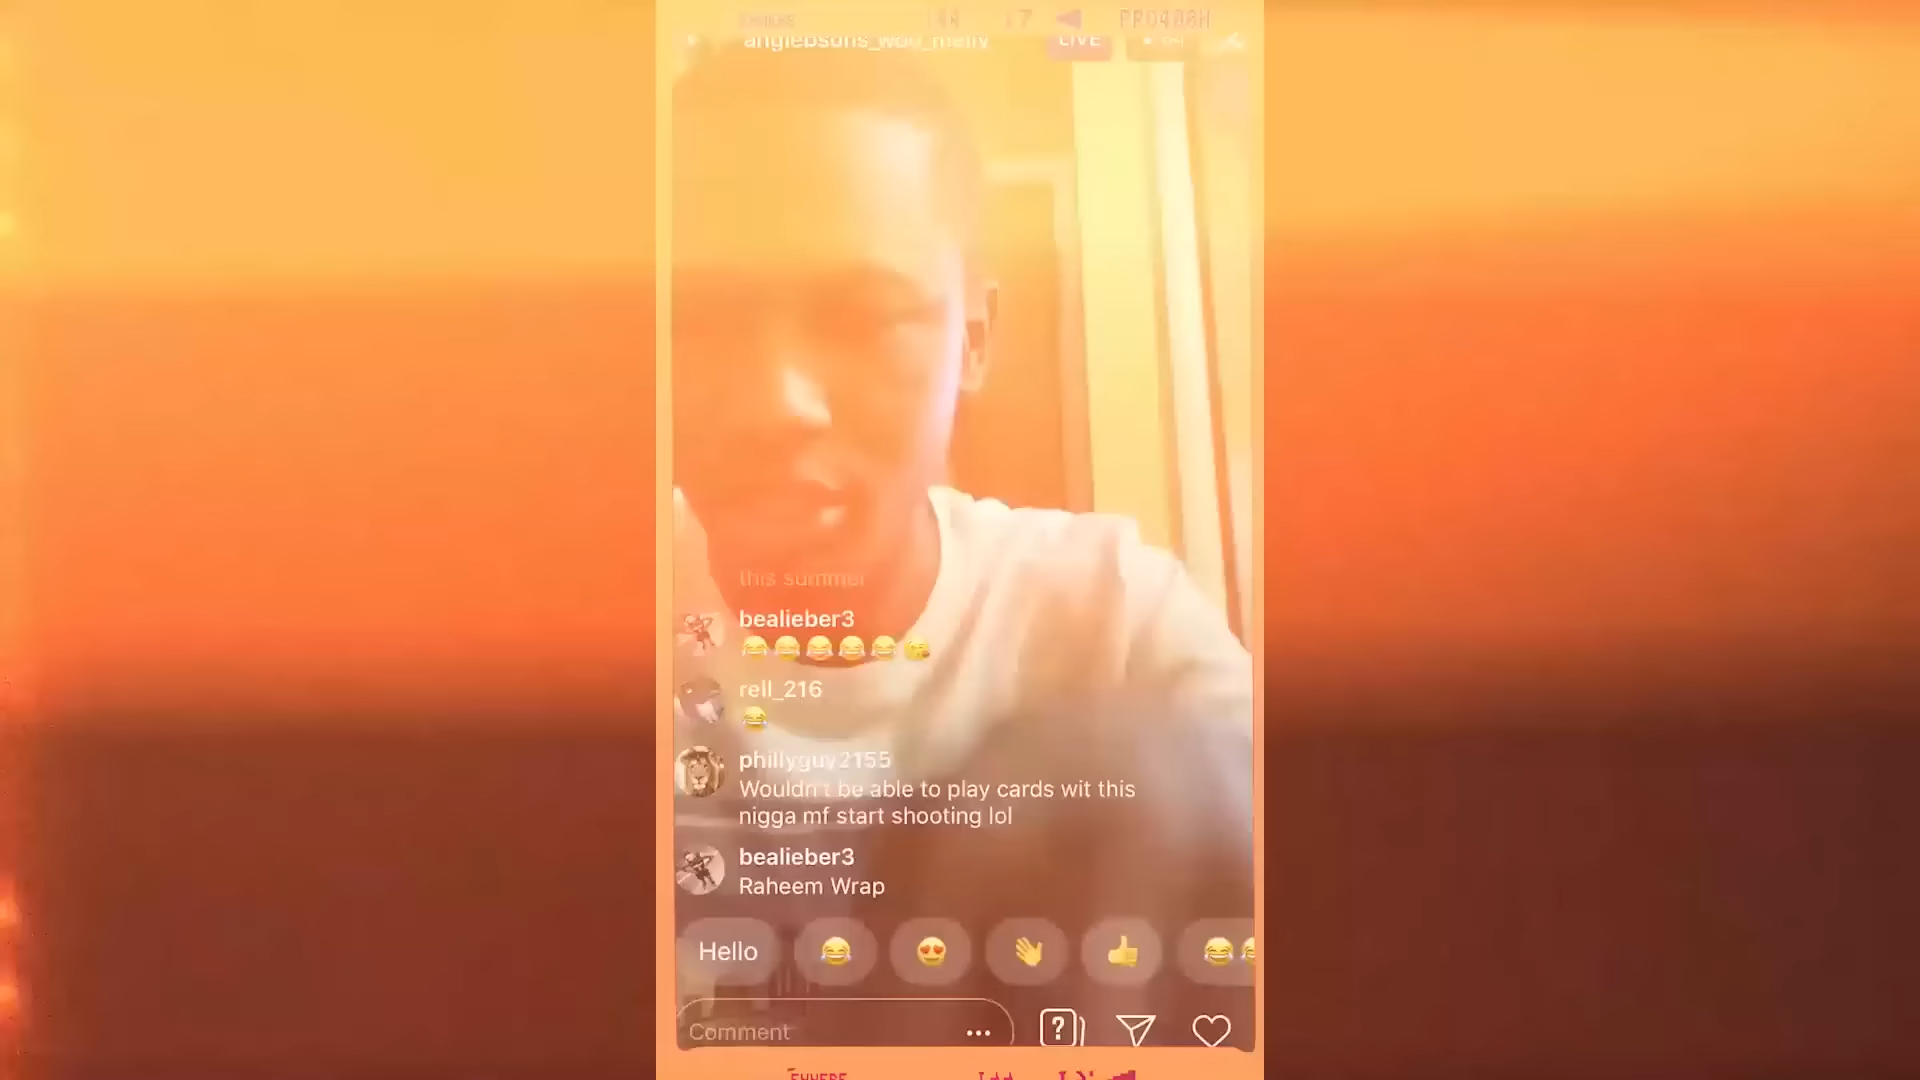 PRO400H
LIVE
this summer
bealieber3
😂😂😂😂😂😘
rell_216
😂
phillyguy2155
Wouldn't be able to play cards wit this
nigga mf start shooting lol
bealieber3
Raheem Wrap
Hello 😂 😍 👋 👍 😂
Comment